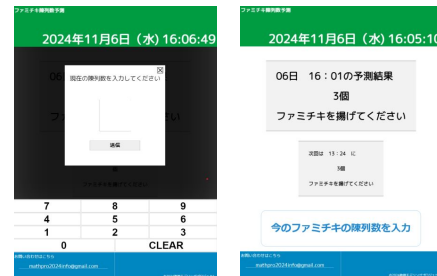 ファミチキ陳列数予測
2024年11月6日（水）16:06:49
現在の陳列数を入力してください
送信
7 8 9
4 5 6
1 2 3
0 CLEAR
お問い合わせはこちら
mathpro2024info@gmail.com
ファミチキ陳列数予測
2024年11月6日（水）16:05:10
06日 16：01の予測結果
3個
ファミチキを揚げてください
次回は 13：24 に
3個
ファミチキを揚げてください
今のファミチキの陳列数を入力
お問い合わせはこちら
mathpro2024info@gmail.com